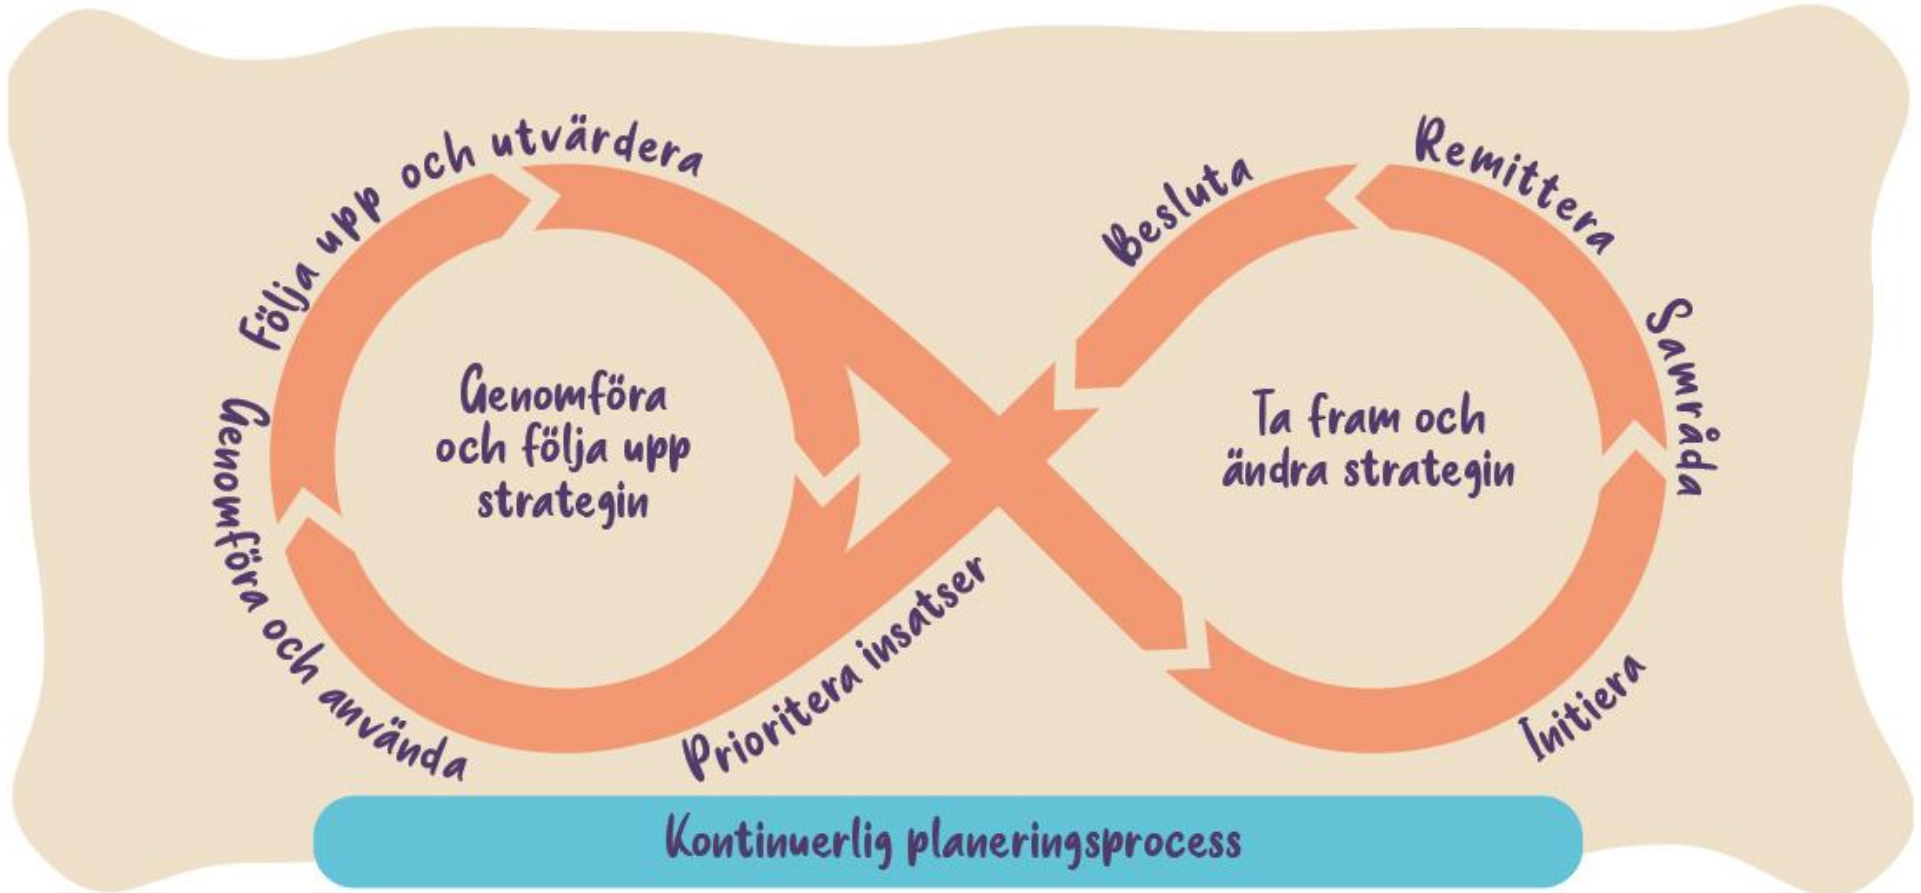 Följa upp och utvärdera
Genomföra och använda
Prioritera insatser
Genomföra
och följa upp
strategin
Besluta
Remittera
Samråda
Initiera
Ta fram och
ändra strategin
Kontinuerlig planeringsprocess